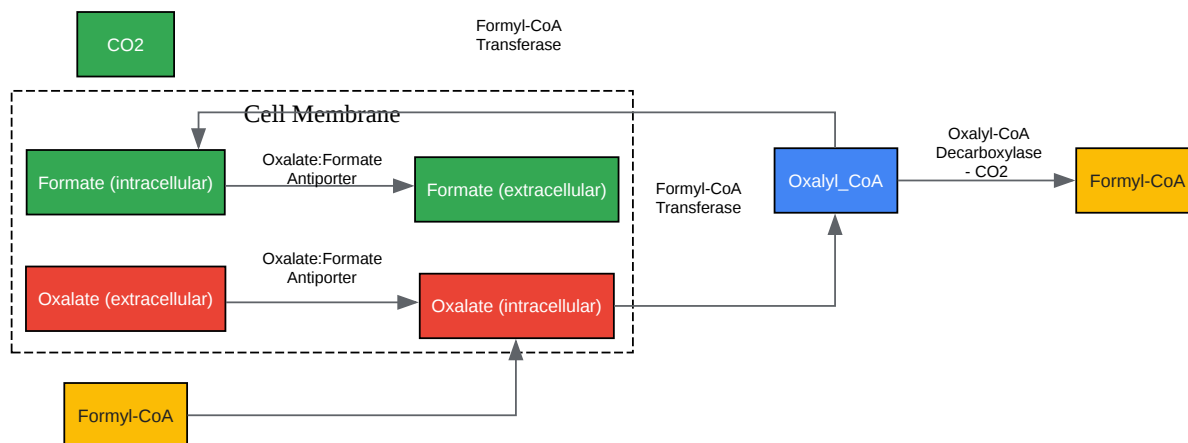 CO2
Formyl-CoA
Transferase
Cell Membrane
Formate (intracellular)
Oxalate:Formate
Antiporter
Formate (extracellular)
Formyl-CoA
Transferase
Oxalyl_CoA
Oxalyl-CoA
Decarboxylase
- CO2
Formyl-CoA
Oxalate (extracellular)
Oxalate:Formate
Antiporter
Oxalate (intracellular)
Formyl-CoA